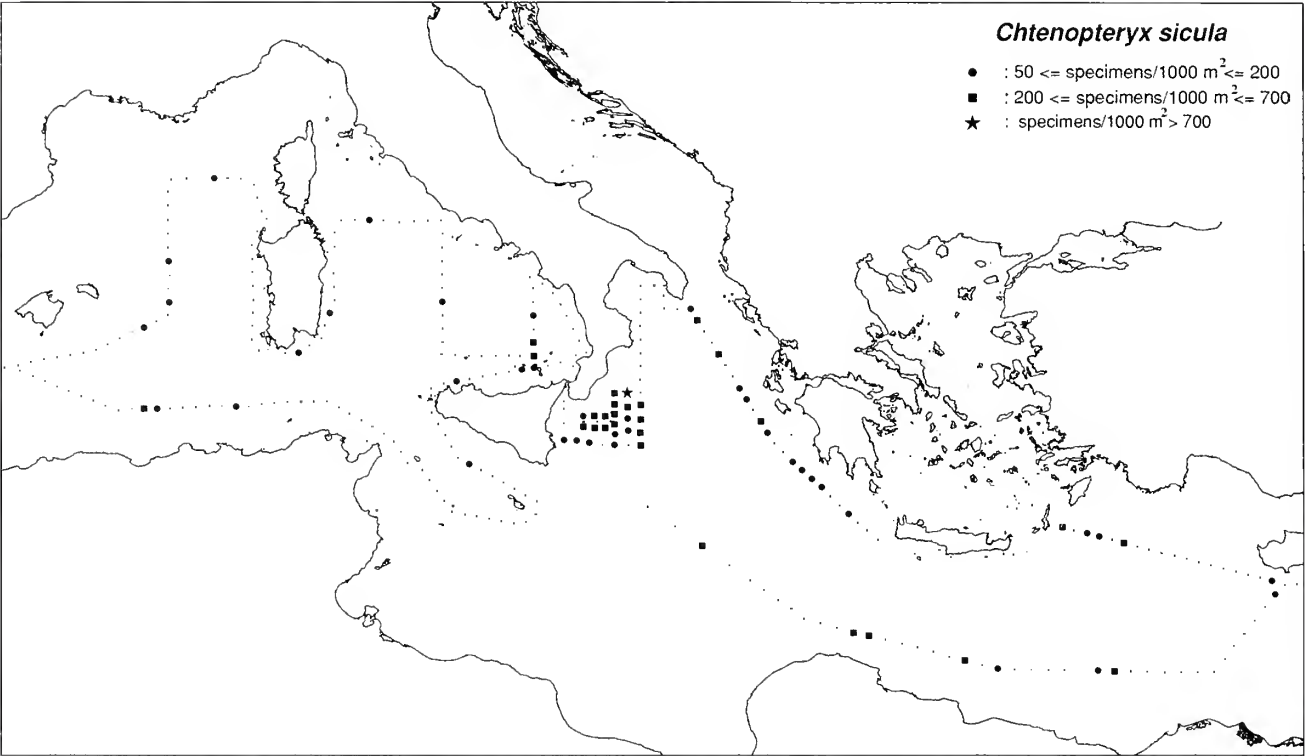 Chtenopteryx sicula
● : 50 <= specimens/1000 m²<= 200
■ : 200 <= specimens/1000 m²<= 700
★ : specimens/1000 m²> 700